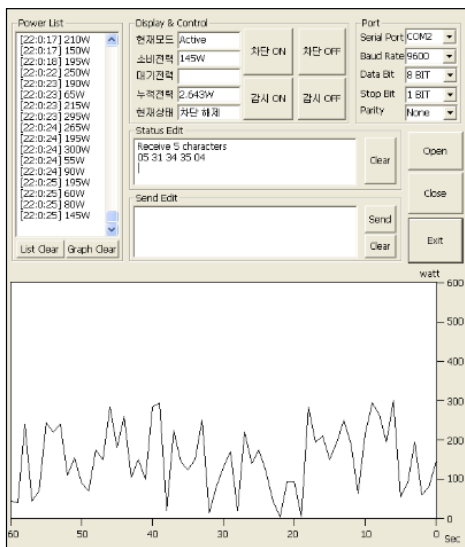 Power List
[22:0:17] 210W
[22:0:17] 150W
[22:0:18] 195W
[22:0:22] 250W
[22:0:23] 190W
[22:0:23] 65W
[22:0:23] 215W
[22:0:23] 295W
[22:0:24] 265W
[22:0:24] 195W
[22:0:24] 300W
[22:0:24] 55W
[22:0:24] 90W
[22:0:25] 195W
[22:0:25] 60W
[22:0:25] 80W
[22:0:25] 145W
List Clear Graph Clear
Display & Control
현재모드 Active
소비전력 145W
대기전력
누적전력 2.643W
현재상태 차단 해제
차단 ON 차단 OFF
감시 ON 감시 OFF
Port
Serial Port COM2
Baud Rate 9600
Data Bit 8 BIT
Stop Bit 1 BIT
Parity None
Status Edit
Receive 5 characters
05 31 34 35 04
Clear
Send Edit
Send
Clear
Open
Close
Exit
watt
600
500
400
300
200
100
0
60 50 40 30 20 10 0 Sec